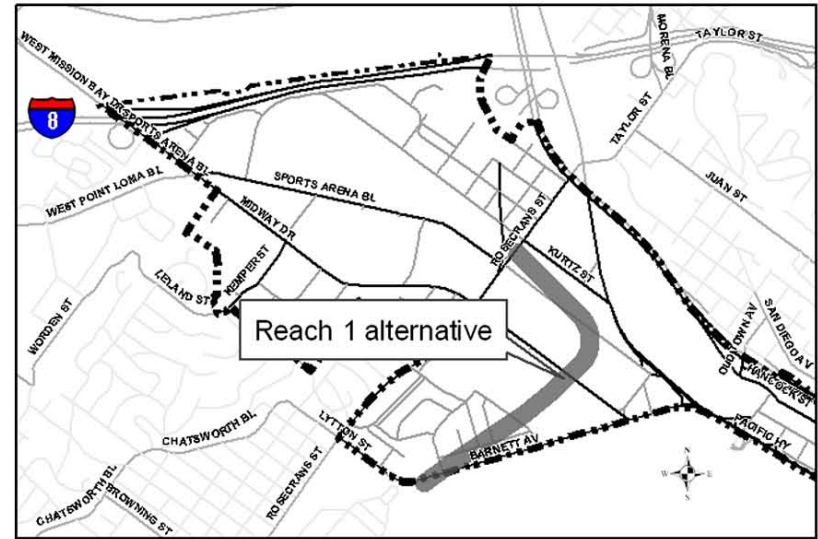 MORENA BL
TAYLOR ST
WEST MISSION BAY DR
SPORTS ARENA BL
8
TAYLOR ST
JUAN ST
WEST POINT LOMA BL
SPORTS ARENA BL
MIDWAY DR
ROSECRANS ST
KURTZ ST
KEMPER ST
LELAND ST
WORDEN ST
Reach 1 alternative
SAN DIEGO AV
HANCOCK ST
PACIFIC HY
LYTTON ST
BARNETT AV
CHATSWORTH BL
ROSECRANS ST
CHATSWORTH BL
BROWNING ST
N
W
E
S